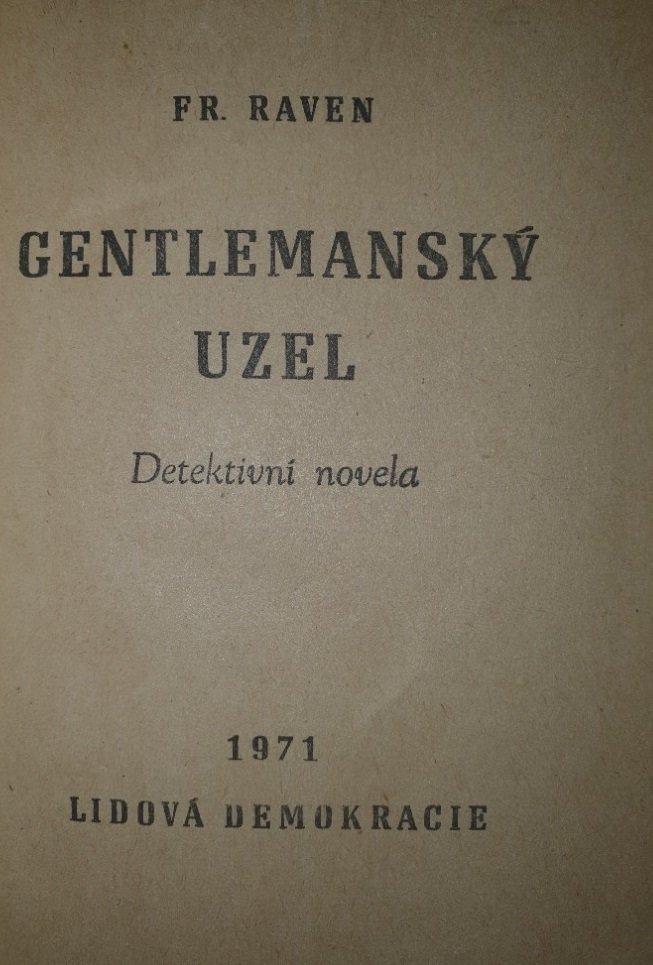 FR. RAVEN
GENTLEMANSKÝ
UZEL
Detektivní novela
1971
LIDOVÁ DEMOKRACIE